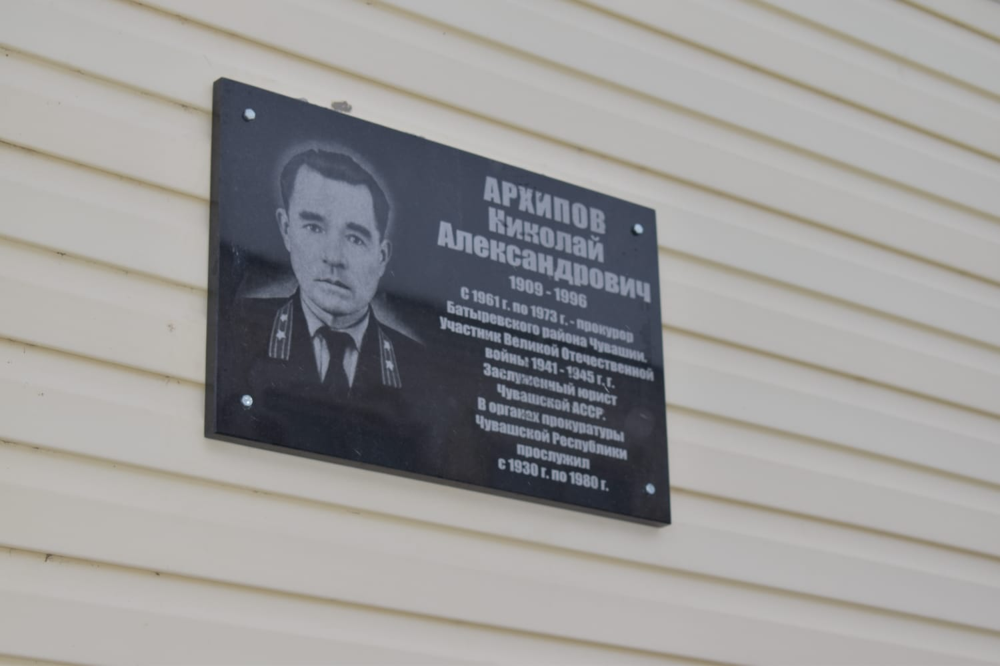 АРХИПОВ
Николай
Александрович
1909 - 1996
С 1961 г. по 1973 г. - прокурор
Батыревского района Чувашии.
Участник Великой Отечественной
войны 1941 - 1945 г. г.
Заслуженный юрист
Чувашской АССР.
В органах прокуратуры
Чувашской Республики
прослужил
с 1930 г. по 1980 г.